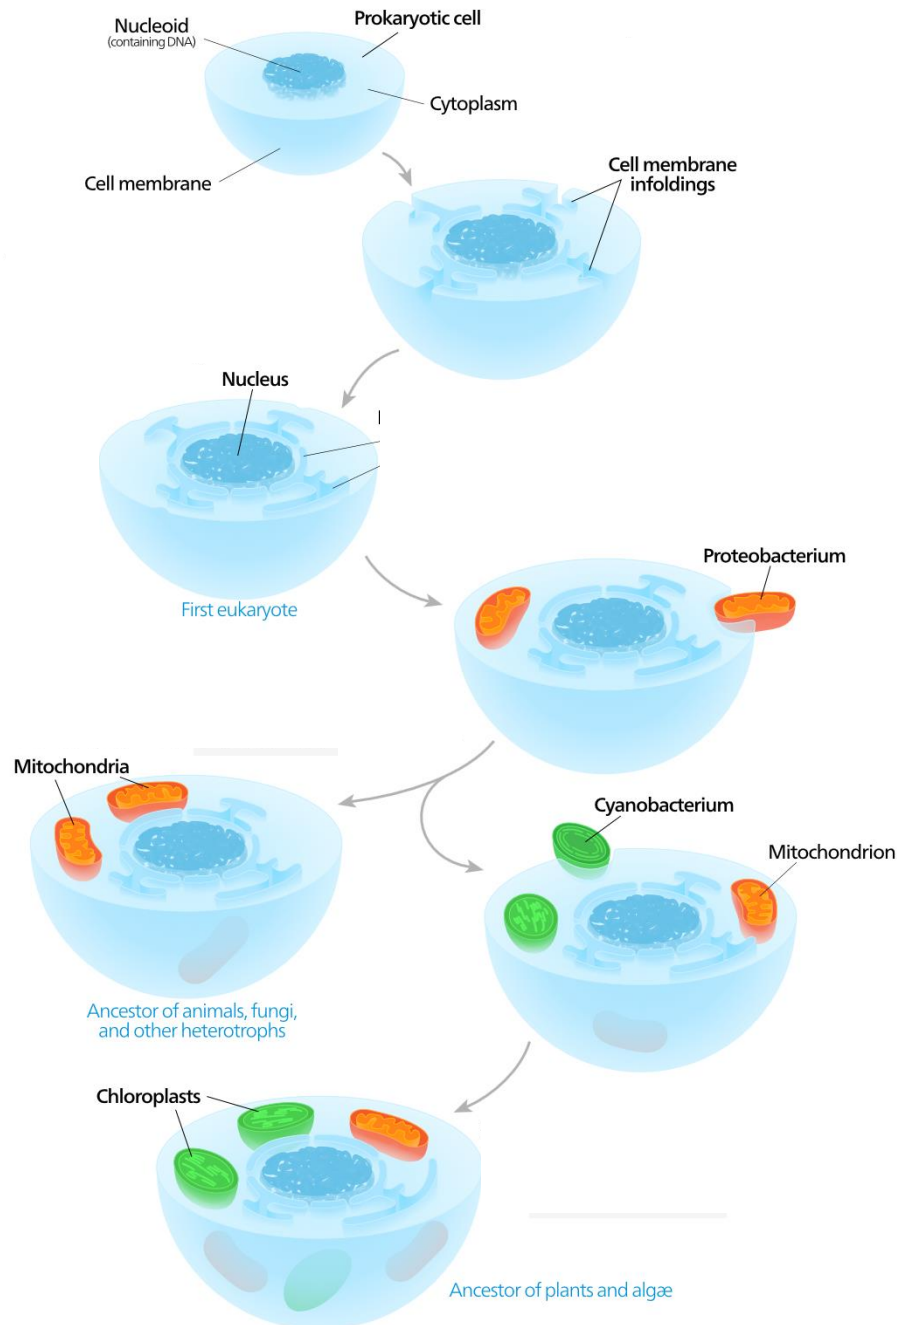 Nucleoid
(containing DNA)
Prokaryotic cell
Cytoplasm
Cell membrane
Cell membrane
infoldings
Nucleus
First eukaryote
Proteobacterium
Mitochondria
Cyanobacterium
Mitochondrion
Ancestor of animals, fungi,
and other heterotrophs
Chloroplasts
Ancestor of plants and algæ